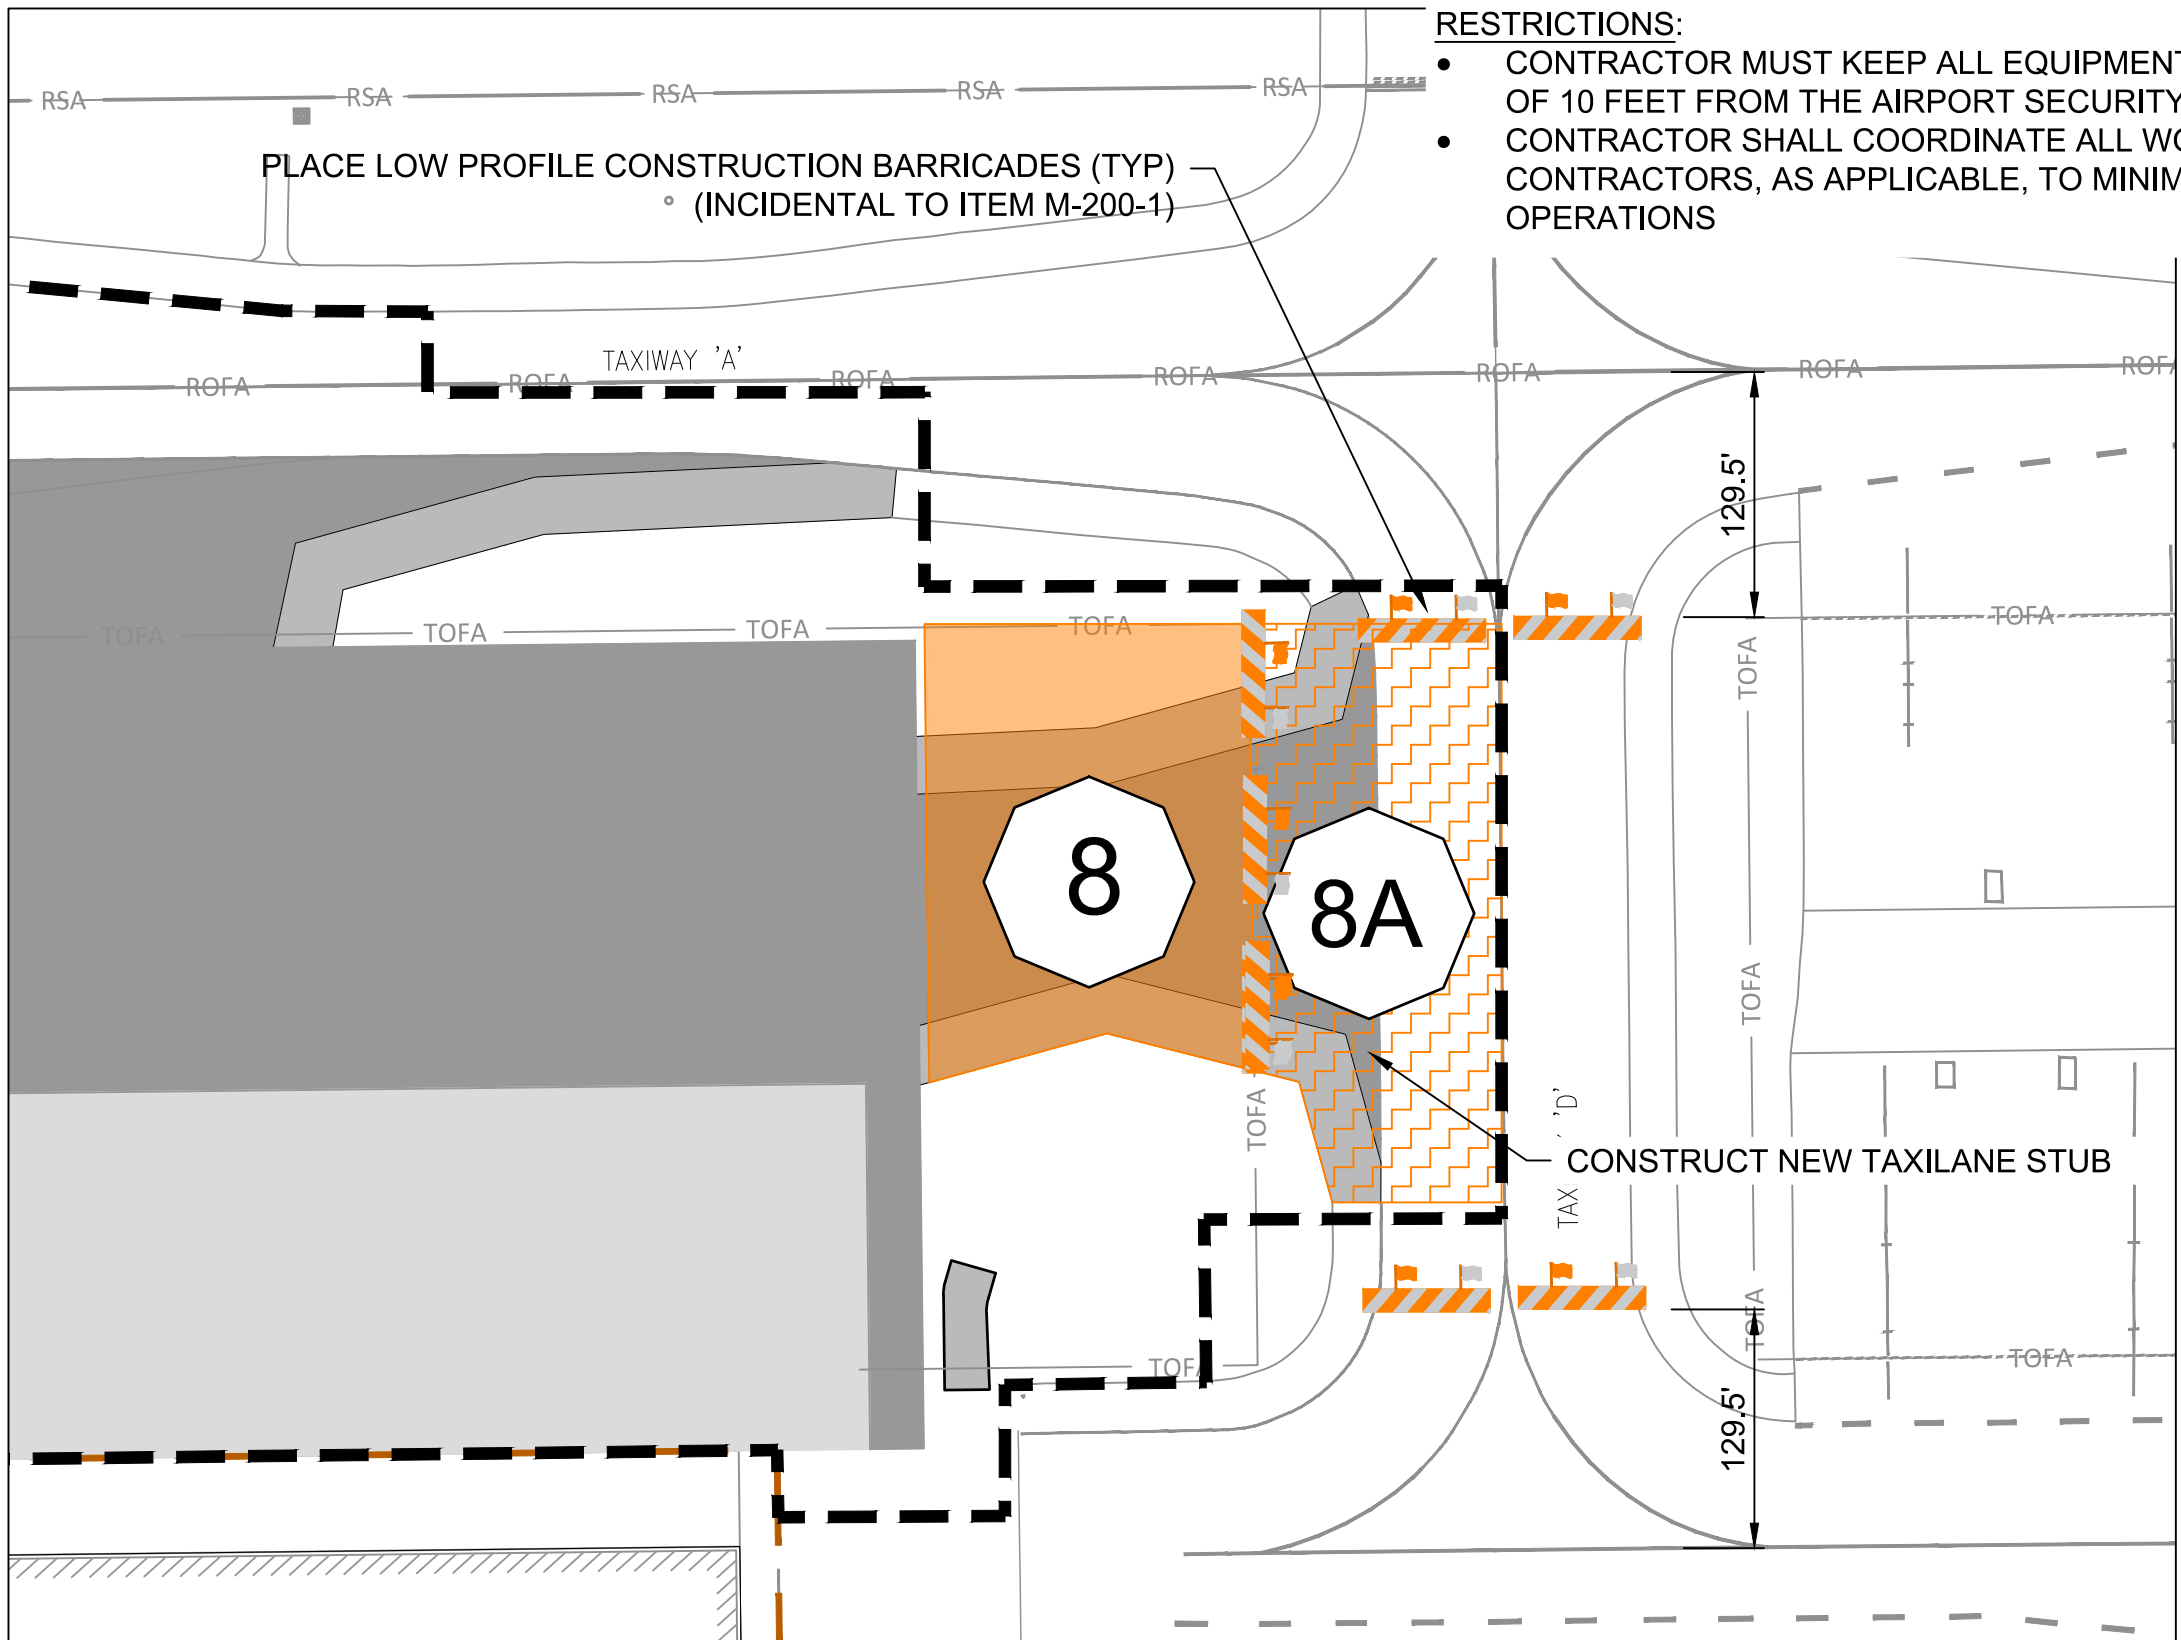 RESTRICTIONS:
• CONTRACTOR MUST KEEP ALL EQUIPMENT
OF 10 FEET FROM THE AIRPORT SECURITY
• CONTRACTOR SHALL COORDINATE ALL
CONTRACTORS, AS APPLICABLE, TO
OPERATIONS
RSA RSA RSA RSA RSA
PLACE LOW PROFILE CONSTRUCTION BARRICADES (TYP)
(INCIDENTAL TO ITEM M-200-1)
TAXIWAY 'A'
ROFA ROFA ROFA ROFA ROFA ROFA ROFA
129.5'
TOFA TOFA TOFA TOFA TOFA
TOFA
8
8A
TOFA
TOFA
'D'
CONSTRUCT NEW TAXILANE STUB
TAX
TOFA
TOFA TOFA
129.5'